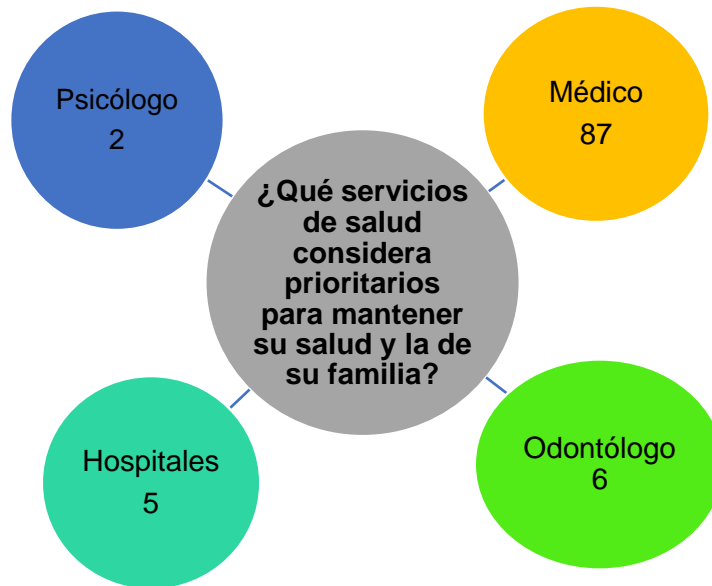 Psicólogo
2
Médico
87
¿Qué servicios
de salud
considera
prioritarios
para mantener
su salud y la de
su familia?
Hospitales
5
Odontólogo
6